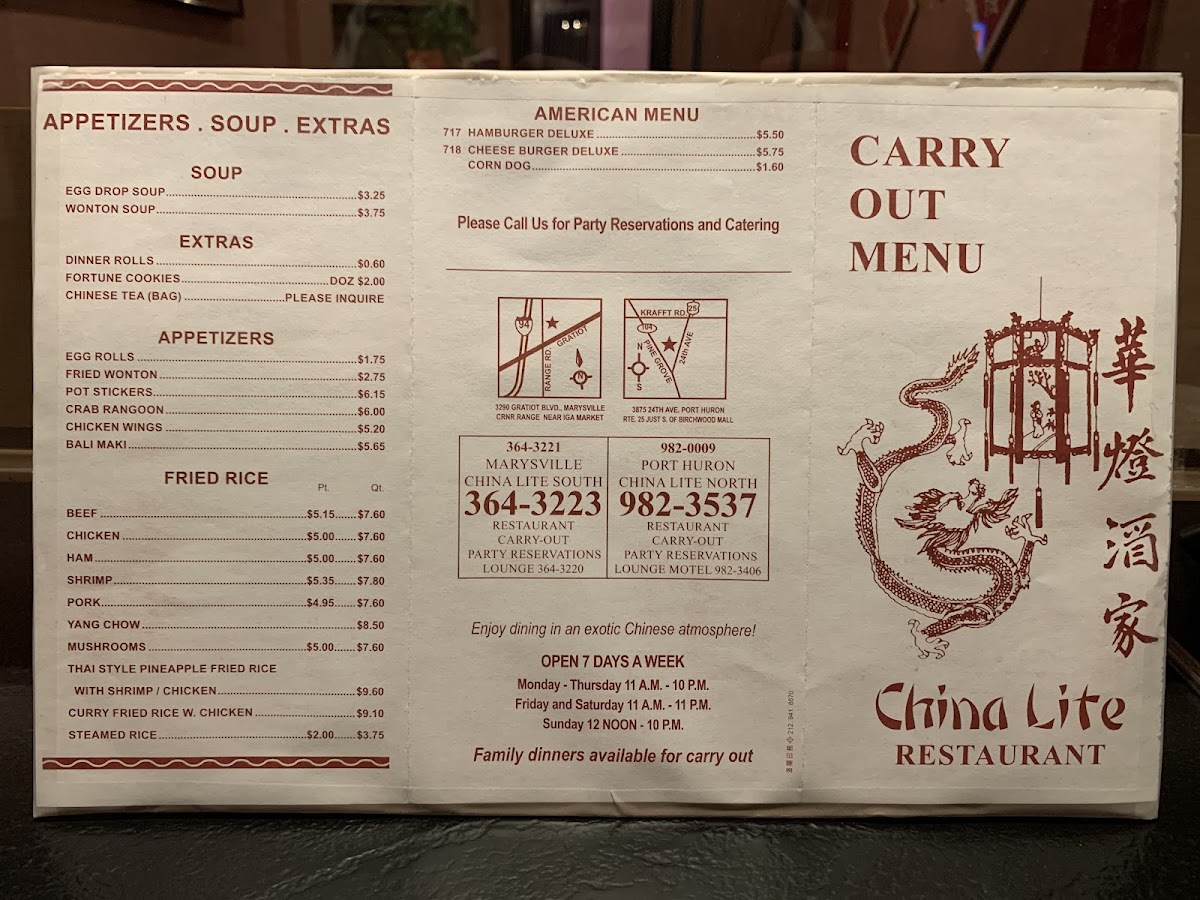 APPETIZERS . SOUP . EXTRAS
SOUP
EGG DROP SOUP $3.25
WONTON SOUP $3.75
EXTRAS
DINNER ROLLS $0.60
FORTUNE COOKIES DOZ $2.00
CHINESE TEA (BAG) PLEASE INQUIRE
APPETIZERS
EGG ROLLS $1.75
FRIED WONTON $2.75
POT STICKERS $6.15
CRAB RANGOON $6.00
CHICKEN WINGS $5.20
BALI MAKI $5.65
FRIED RICE
Pt. Qt.
BEEF $5.15 $7.60
CHICKEN $5.00 $7.60
HAM $5.00 $7.60
SHRIMP $5.35 $7.80
PORK $4.95 $7.60
YANG CHOW $8.50
MUSHROOMS $5.00 $7.60
THAI STYLE PINEAPPLE FRIED RICE
WITH SHRIMP / CHICKEN $9.60
CURRY FRIED RICE W. CHICKEN $9.10
STEAMED RICE $2.00 $3.75
AMERICAN MENU
717 HAMBURGER DELUXE $5.50
718 CHEESE BURGER DELUXE $5.75
CORN DOG $1.60
Please Call Us for Party Reservations and Catering
94
RANGE RD.
GRATIOT
N
3290 GRATIOT BLVD., MARYSVILLE
CRNR RANGE NEAR IGA MARKET
KRAFFT RD.
25
104
PINE GROVE
24th AVE
N
S
3875 24TH AVE. PORT HURON
RTE. 25 JUST S. OF BIRCHWOOD MALL
364-3221
MARYSVILLE
CHINA LITE SOUTH
364-3223
RESTAURANT
CARRY-OUT
PARTY RESERVATIONS
LOUNGE 364-3220
982-0009
PORT HURON
CHINA LITE NORTH
982-3537
RESTAURANT
CARRY-OUT
PARTY RESERVATIONS
LOUNGE MOTEL 982-3406
Enjoy dining in an exotic Chinese atmosphere!
OPEN 7 DAYS A WEEK
Monday - Thursday 11 A.M. - 10 P.M.
Friday and Saturday 11 A.M. - 11 P.M.
Sunday 12 NOON - 10 P.M.
Family dinners available for carry out
212 941 8870
CARRY
OUT
MENU
華燈酒家
China Lite
RESTAURANT